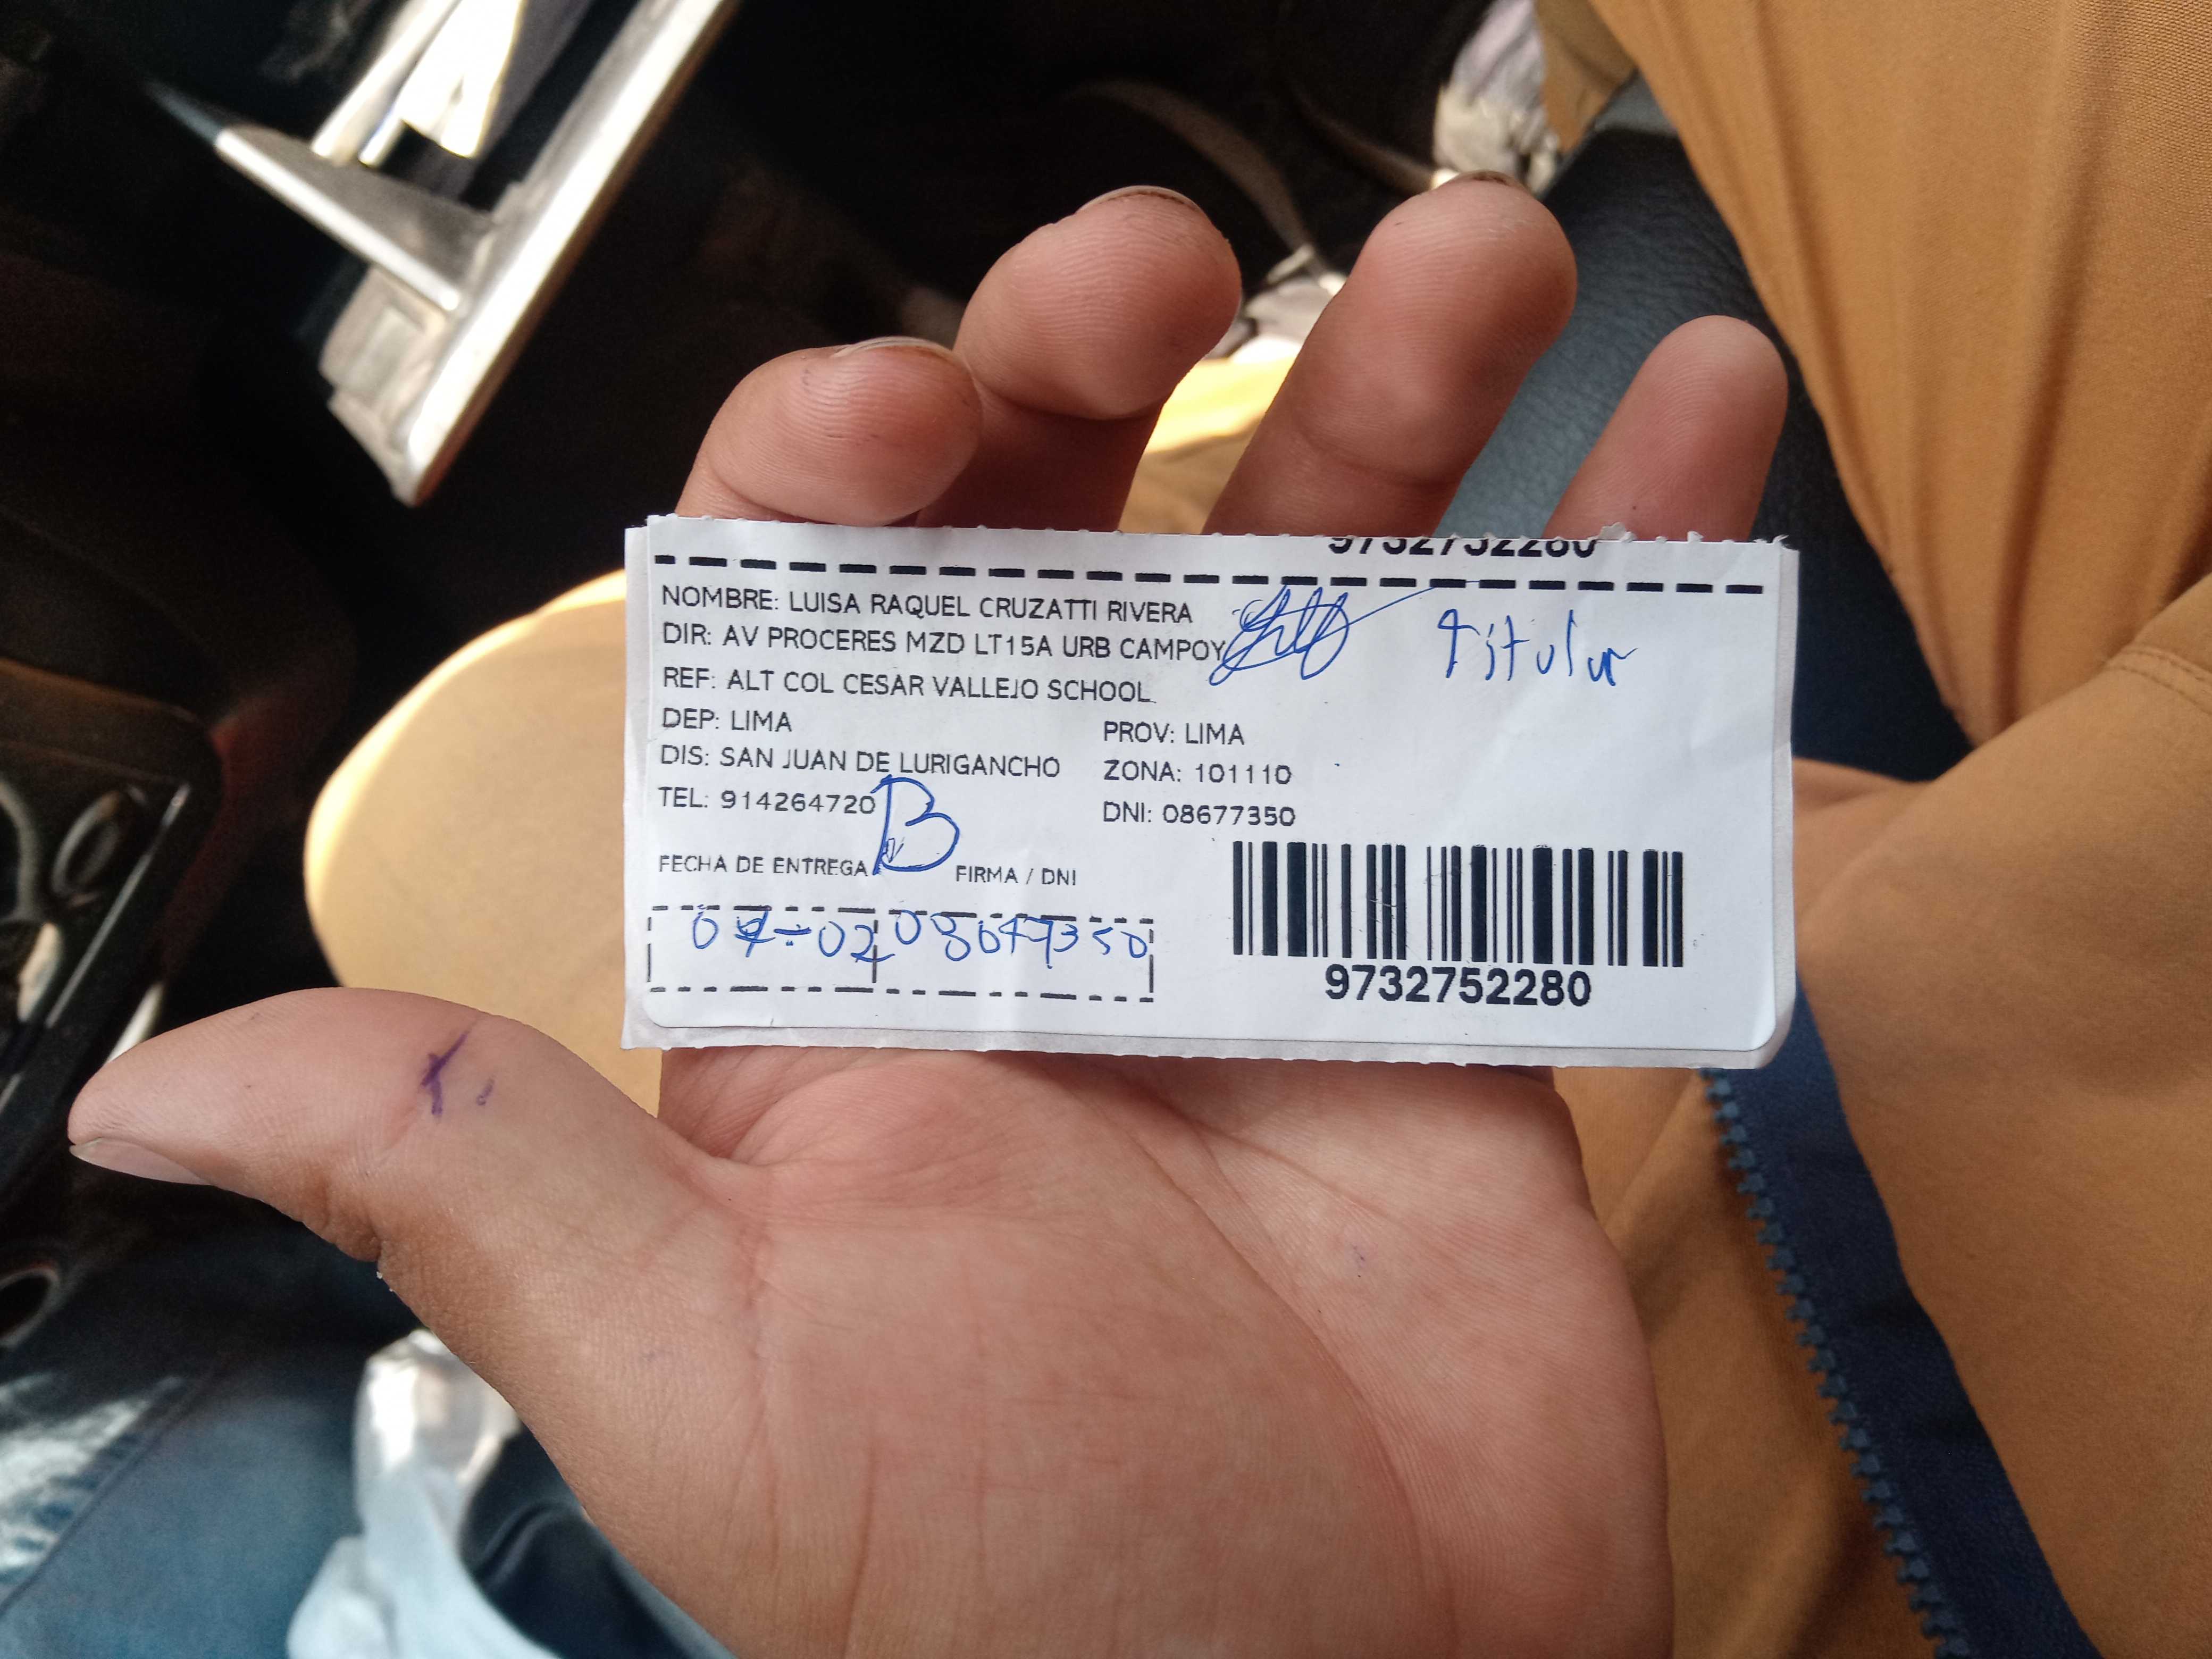 9732752280
NOMBRE: LUISA RAQUEL CRUZATTI RIVERA
Titular
DIR: AV PROCERES MZD LT15A URB CAMPOY
REF: ALT COL CESAR VALLEJO SCHOOL
DEP: LIMA
PROV: LIMA
DIS: SAN JUAN DE LURIGANCHO
ZONA: 101110
TEL: 914264720
DNI: 08677350
B
FECHA DE ENTREGA
FIRMA / DNI
-02
9732752280